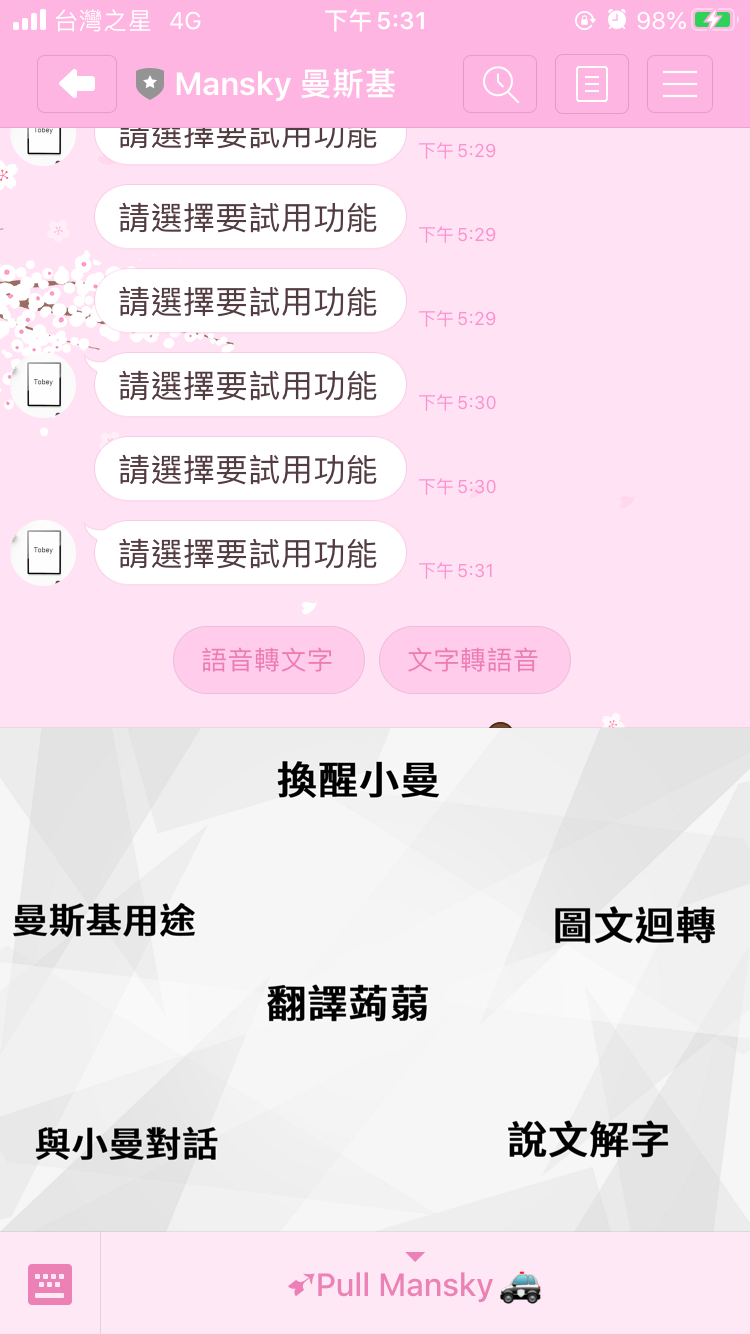 台灣之星 4G 下午5:31 98%
Mansky 曼斯基
Tobey 請選擇要試用功能 下午5:29
請選擇要試用功能 下午5:29
請選擇要試用功能 下午5:29
Tobey 請選擇要試用功能 下午5:30
請選擇要試用功能 下午5:30
Tobey 請選擇要試用功能 下午5:31
語音轉文字 文字轉語音
換醒小曼
曼斯基用途 圖文迴轉
翻譯蒟蒻
與小曼對話 說文解字
Pull Mansky